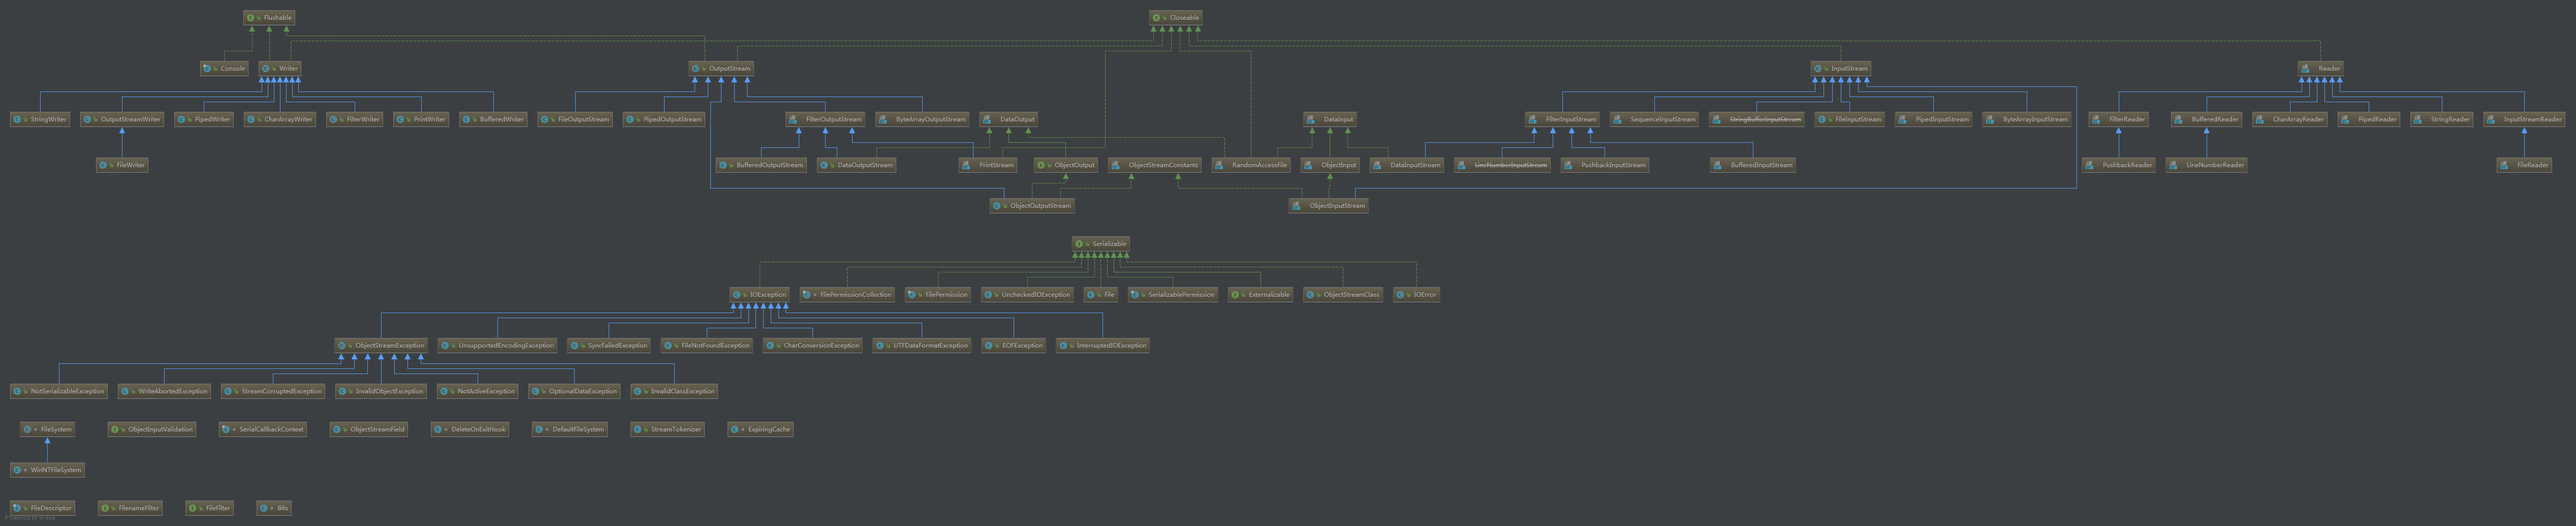 Flushable
Closeable
Console
Writer
OutputStream
InputStream
Reader
StringWriter
OutputStreamWriter
PipedWriter
CharArrayWriter
FilterWriter
PrintWriter
BufferedWriter
FileOutputStream
PipedOutputStream
FilterOutputStream
ByteArrayOutputStream
DataOutput
DataInput
FilterInputStream
SequenceInputStream
StringBufferInputStream
FileInputStream
PipedInputStream
ByteArrayInputStream
FilterReader
BufferedReader
CharArrayReader
PipedReader
StringReader
InputStreamReader
FileWriter
BufferedOutputStream
DataOutputStream
PrintStream
ObjectOutput
ObjectStreamConstants
RandomAccessFile
ObjectInput
DataInputStream
LineNumberInputStream
PushbackInputStream
BufferedInputStream
PushbackReader
LineNumberReader
FileReader
ObjectOutputStream
ObjectInputStream
Serializable
IOException
FilePermissionCollection
FilePermission
UncheckedIOException
File
SerializablePermission
Externalizable
ObjectStreamClass
IOError
ObjectStreamException
UnsupportedEncodingException
SyncFailedException
FileNotFoundException
CharConversionException
UTFDataFormatException
EOFException
InterruptedIOException
NotSerializableException
WriteAbortedException
StreamCorruptedException
InvalidObjectException
NotActiveException
OptionalDataException
InvalidClassException
FileSystem
ObjectInputValidation
SerialCallbackContext
ObjectStreamField
DeleteOnExitHook
DefaultFileSystem
StreamTokenizer
ExpiringCache
WinNTFileSystem
FileDescriptor
FilenameFilter
FileFilter
Bits
Powered by yFiles